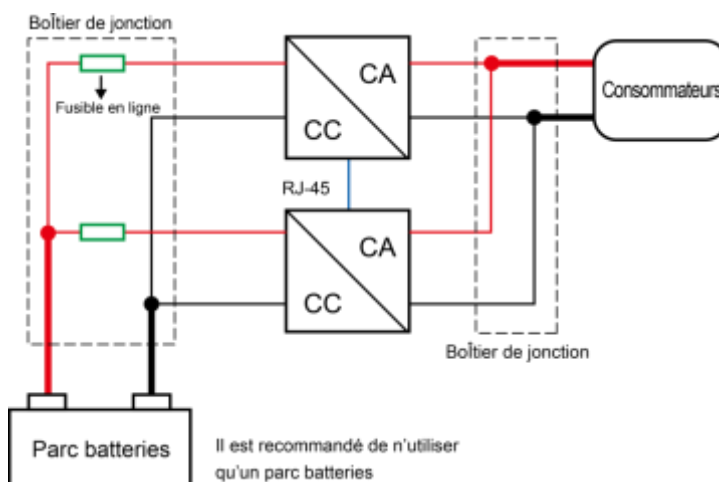 Boîtier de jonction
Fusible en ligne
CA
CC
RJ-45
CA
CC
Consommateurs
Boîtier de jonction
Parc batteries
Il est recommandé de n'utiliser
qu'un parc batteries